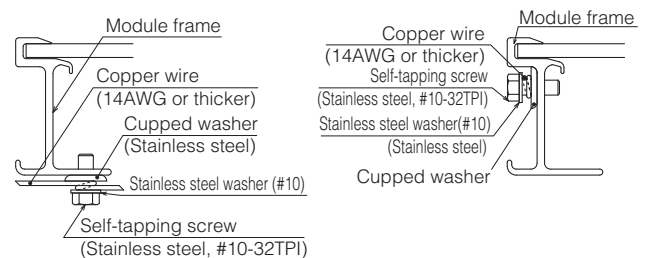 Module frame
Copper wire
(14AWG or thicker)
Cupped washer
(Stainless steel)
Stainless steel washer (#10)
Self-tapping screw
(Stainless steel, #10-32TPI)
Module frame
Copper wire
(14AWG or thicker)
Self-tapping screw
(Stainless steel, #10-32TPI)
Stainless steel washer(#10)
(Stainless steel)
Cupped washer